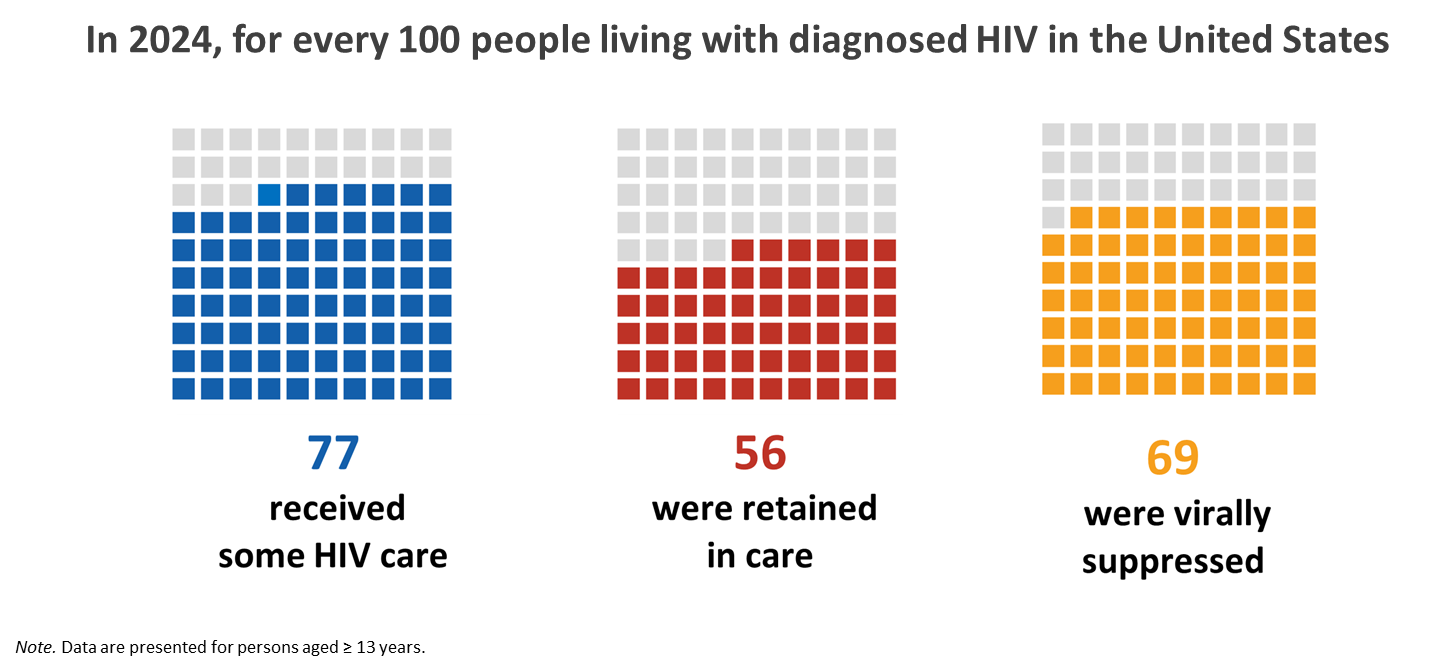 In 2024, for every 100 people living with diagnosed HIV in the United States
77
received
some HIV care
56
were retained
in care
69
were virally
suppressed
Note. Data are presented for persons aged ≥ 13 years.